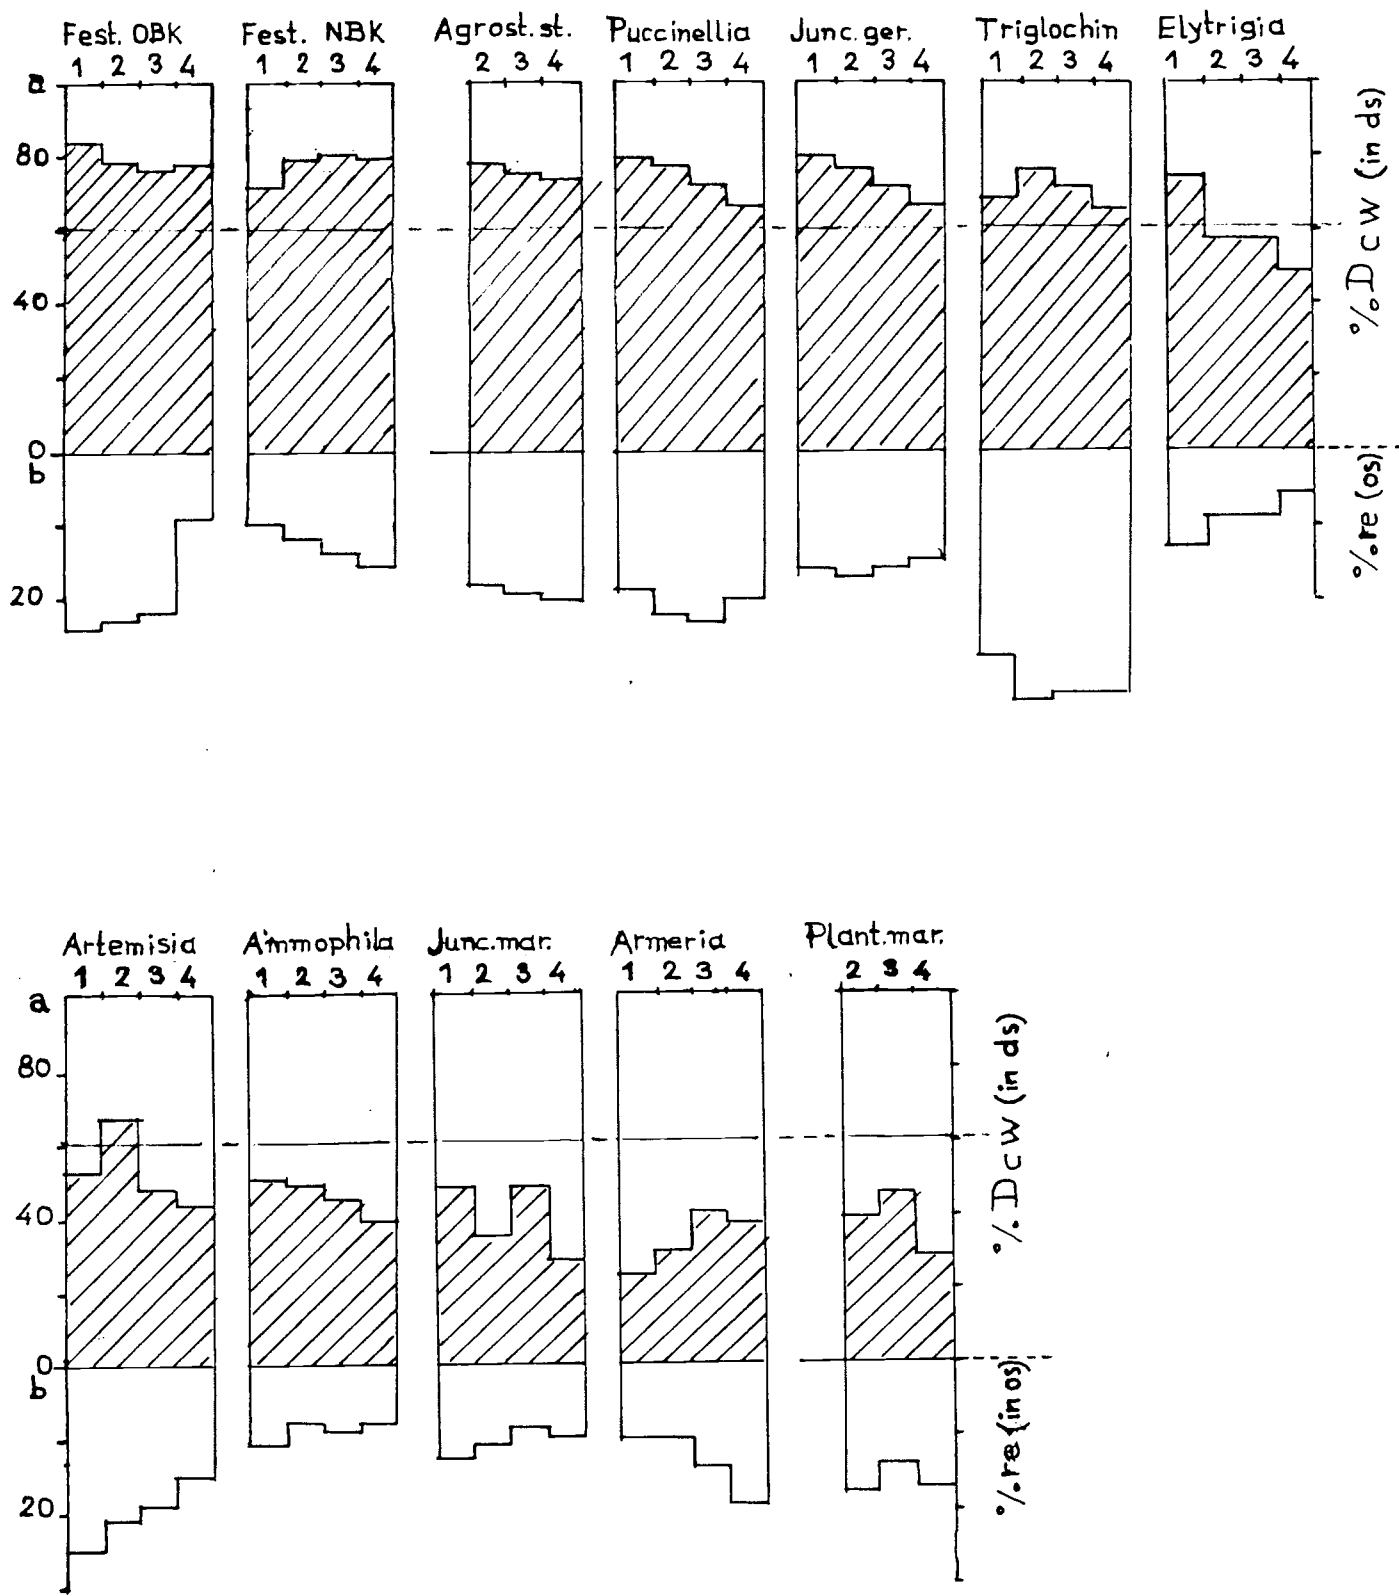 Fest. OBK Fest. NBK Agrost. st. Puccinellia Junc. ger. Triglochin Elytrigia
1 2 3 4 1 2 3 4 2 3 4 1 2 3 4 1 2 3 4 1 2 3 4 1 2 3 4
a
80
40
0
b
20
% DCW (in ds)
% re (os)
Artemisia Ammophila Junc. mar. Armeria Plant. mar.
1 2 3 4 1 2 3 4 1 2 3 4 1 2 3 4 2 3 4
a
80
40
0
b
20
% DCW (in ds)
% re (in os)